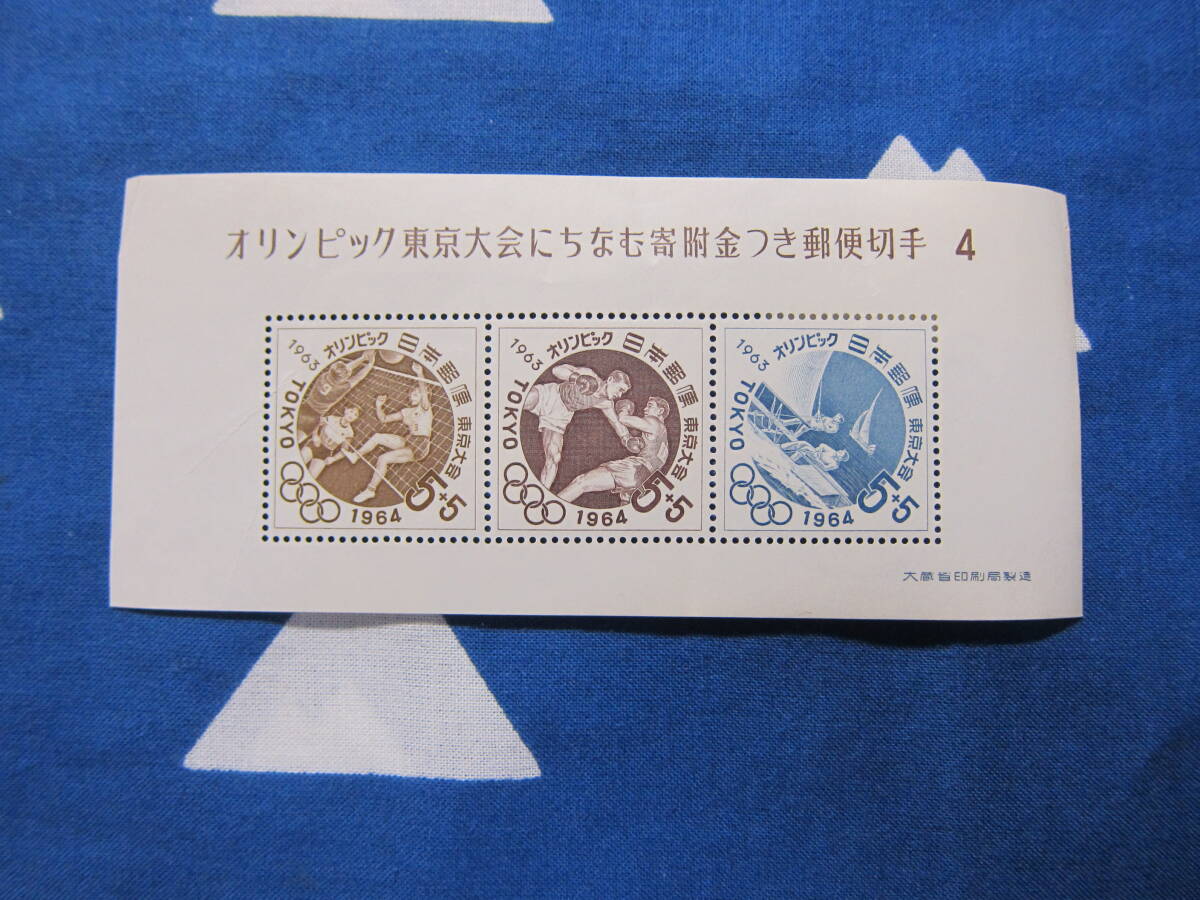 オリンピック東京大会にちなむ寄附金つき郵便切手 4
1963 オリンピック 日本郵便
TOKYO 1964 東京大会 5+5
1963 オリンピック 日本郵便
TOKYO 1964 東京大会 5+5
1963 オリンピック 日本郵便
TOKYO 1964 東京大会 5+5
大蔵省印刷局製造